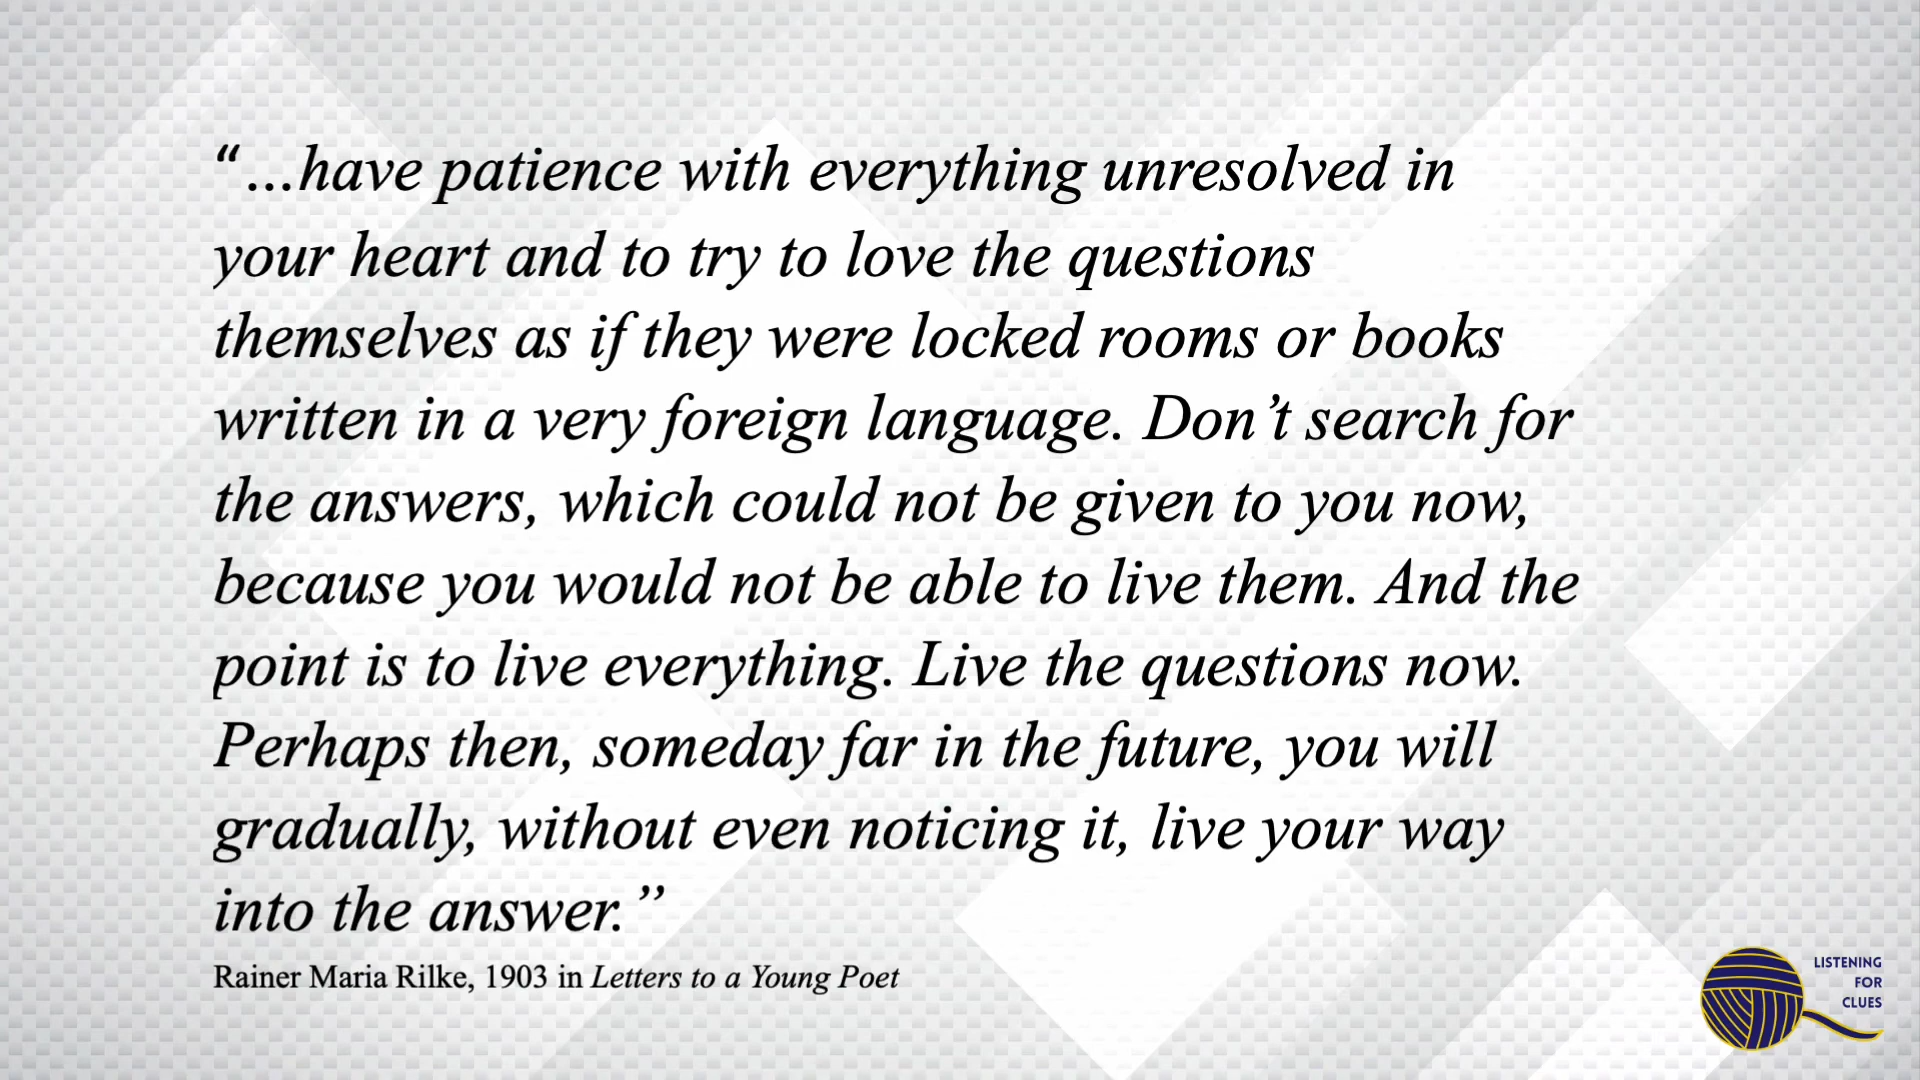 “...have patience with everything unresolved in
your heart and to try to love the questions
themselves as if they were locked rooms or books
written in a very foreign language. Don’t search for
the answers, which could not be given to you now,
because you would not be able to live them. And the
point is to live everything. Live the questions now.
Perhaps then, someday far in the future, you will
gradually, without even noticing it, live your way
into the answer.”
Rainer Maria Rilke, 1903 in Letters to a Young Poet
LISTENING
FOR
CLUES